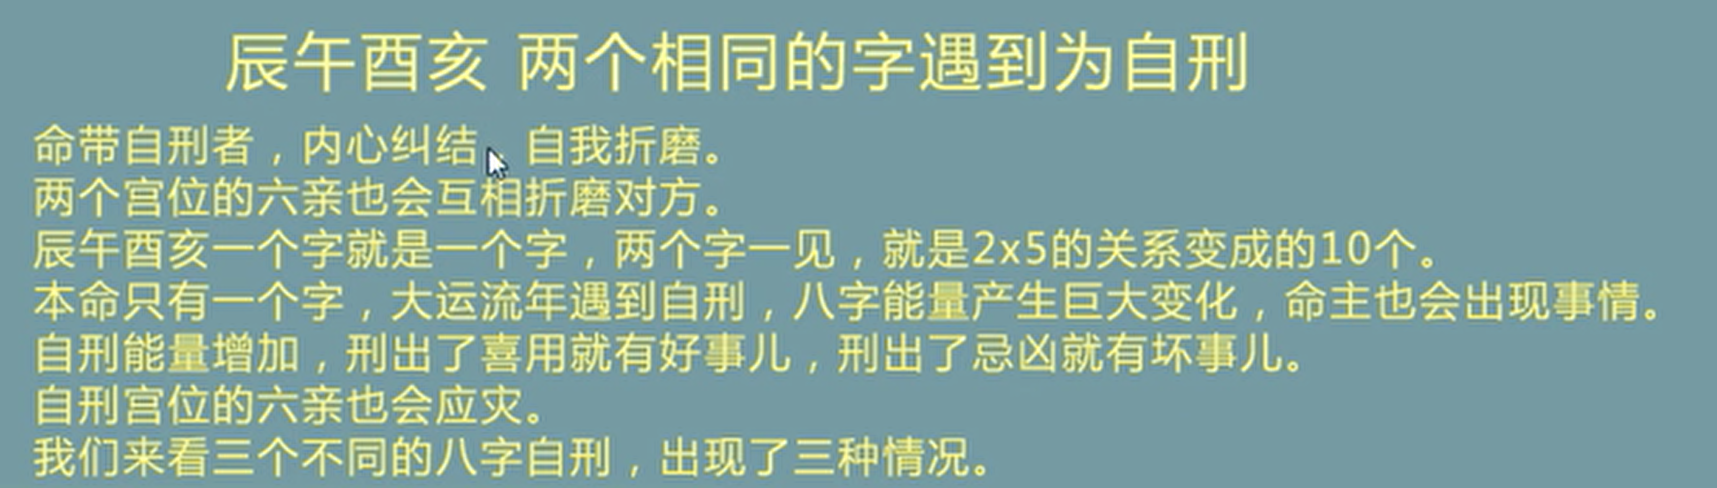 辰午酉亥 两个相同的字遇到为自刑
命带自刑者，内心纠结，自我折磨。
两个宫位的六亲也会互相折磨对方。
辰午酉亥一个字就是一个字，两个字一见，就是2x5的关系变成的10个。
本命只有一个字，大运流年遇到自刑，八字能量产生巨大变化，命主也会出现事情。
自刑能量增加，刑出了喜用就有好事儿，刑出了忌凶就有坏事儿。
自刑宫位的六亲也会应灾。
我们来看三个不同的八字自刑，出现了三种情况。